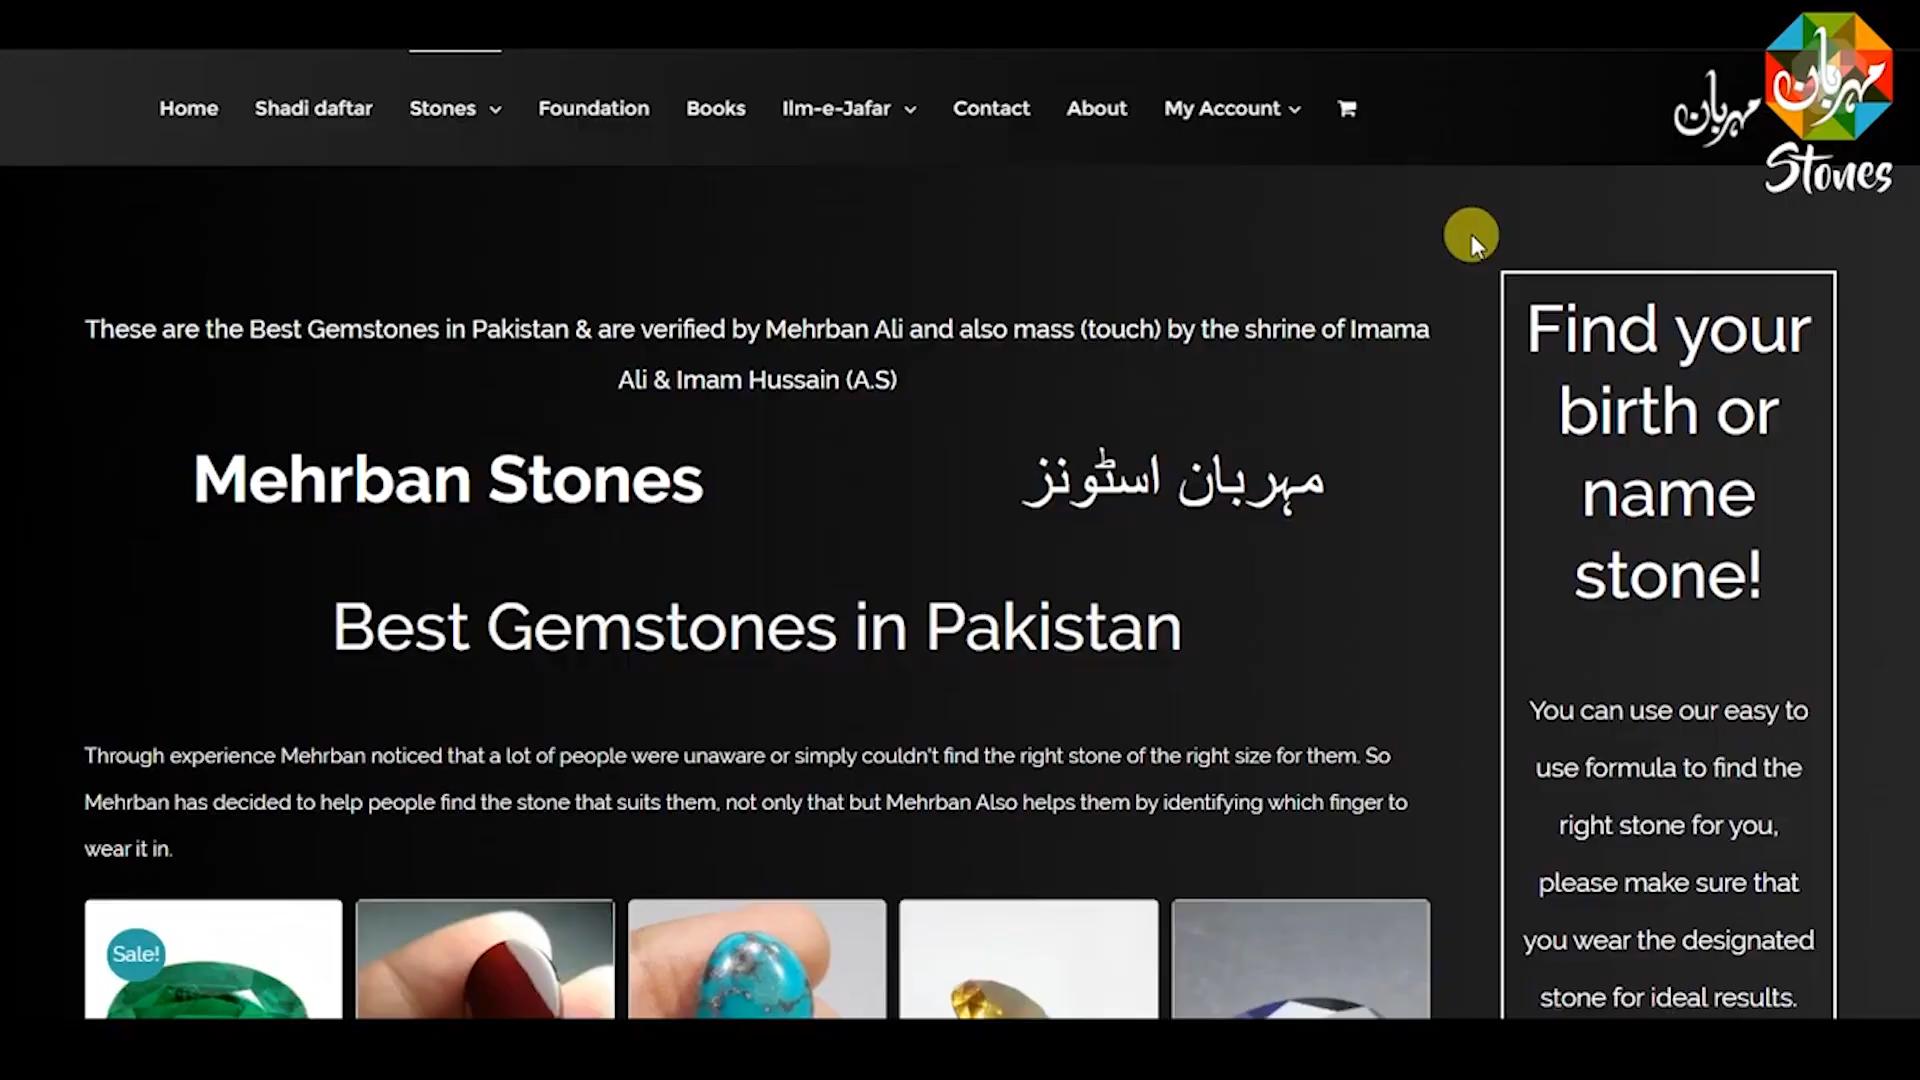 Home Shadi daftar Stones Foundation Books Ilm-e-Jafar Contact About My Account
مہربان مہربان
Stones
These are the Best Gemstones in Pakistan & are verified by Mehrban Ali and also mass (touch) by the shrine of Imama
Ali & Imam Hussain (A.S)
Mehrban Stones مہربان اسٹونز
Best Gemstones in Pakistan
Through experience Mehrban noticed that a lot of people were unaware or simply couldn't find the right stone of the right size for them. So
Mehrban has decided to help people find the stone that suits them, not only that but Mehrban Also helps them by identifying which finger to
wear it in.
Sale!
Find your
birth or
name
stone!
You can use our easy to
use formula to find the
right stone for you,
please make sure that
you wear the designated
stone for ideal results.